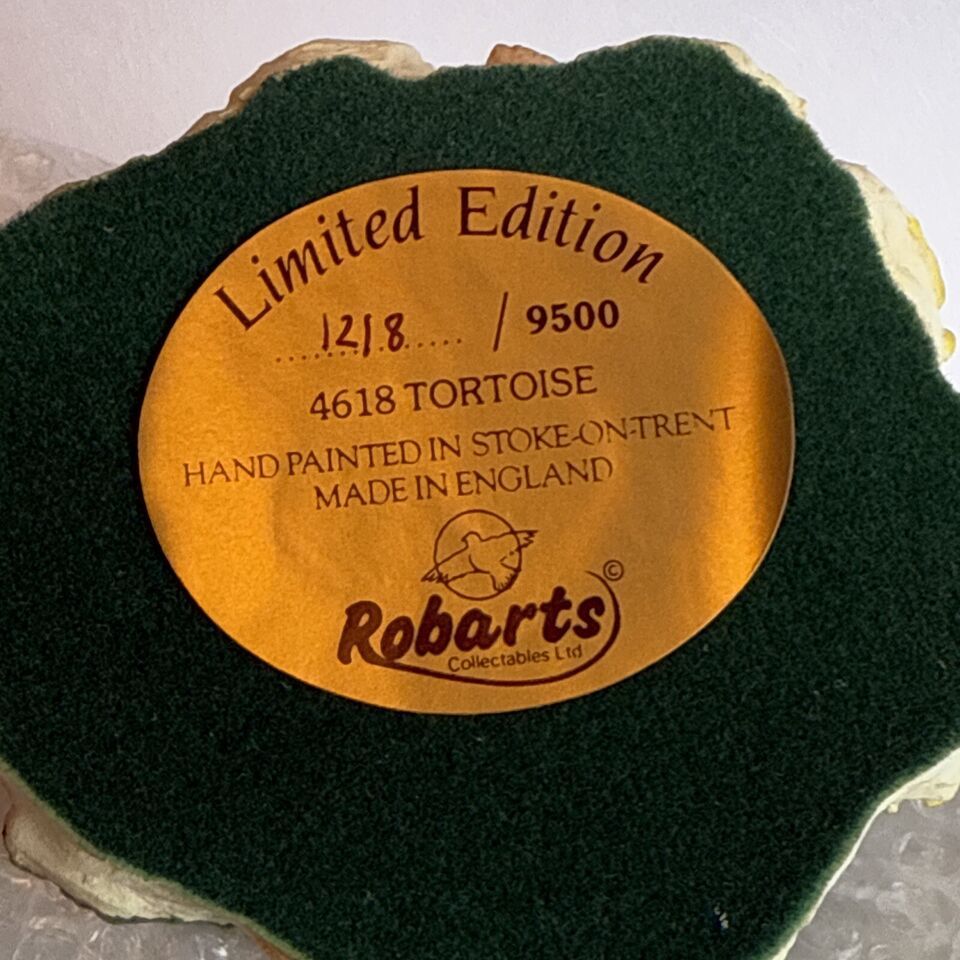 Limited Edition
1218 / 9500
4618 TORTOISE
HAND PAINTED IN STOKE-ON-TRENT
MADE IN ENGLAND
©
Robarts
Collectables Ltd